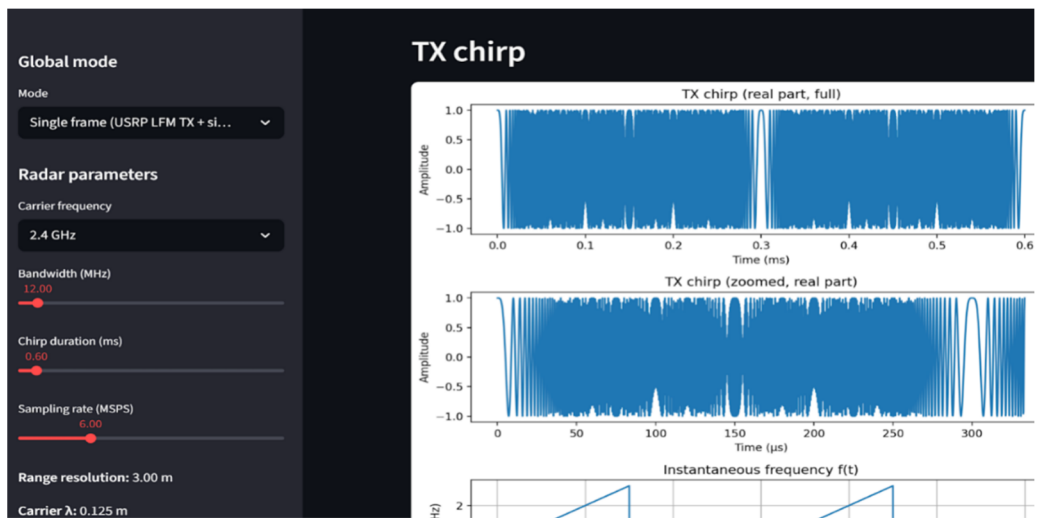 Global mode
Mode
Single frame (USRP LFM TX + si...
Radar parameters
Carrier frequency
2.4 GHz
Bandwidth (MHz)
12.00
Chirp duration (ms)
0.60
Sampling rate (MSPS)
6.00
Range resolution: 3.00 m
Carrier λ: 0.125 m
TX chirp
TX chirp (real part, full)
1.0
0.5
0.0
−0.5
−1.0
Amplitude
0.0 0.1 0.2 0.3 0.4 0.5 0.6
Time (ms)
TX chirp (zoomed, real part)
1.0
0.5
0.0
−0.5
−1.0
Amplitude
0 50 100 150 200 250 300
Time (µs)
Instantaneous frequency f(t)
2
Hz)